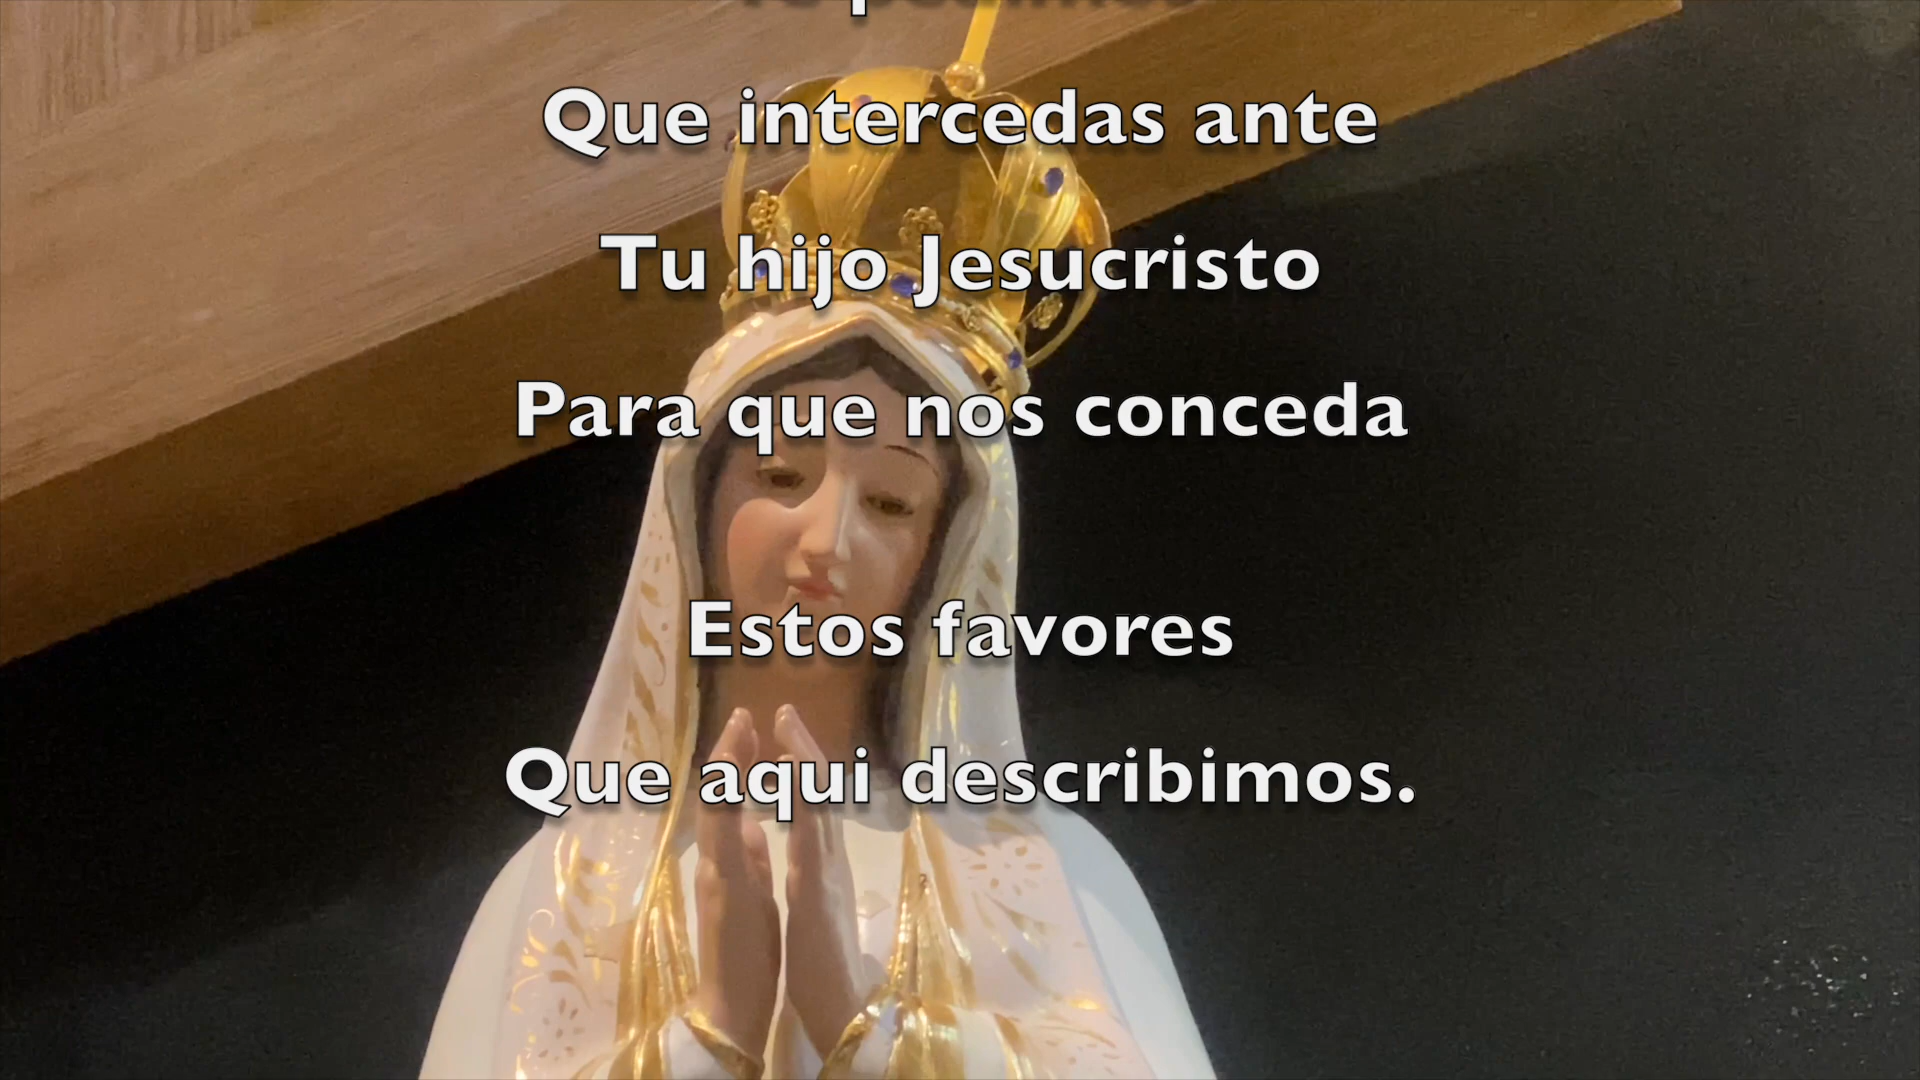 Que intercedas ante
Tu hijo Jesucristo
Para que nos conceda
Estos favores
Que aqui describimos.